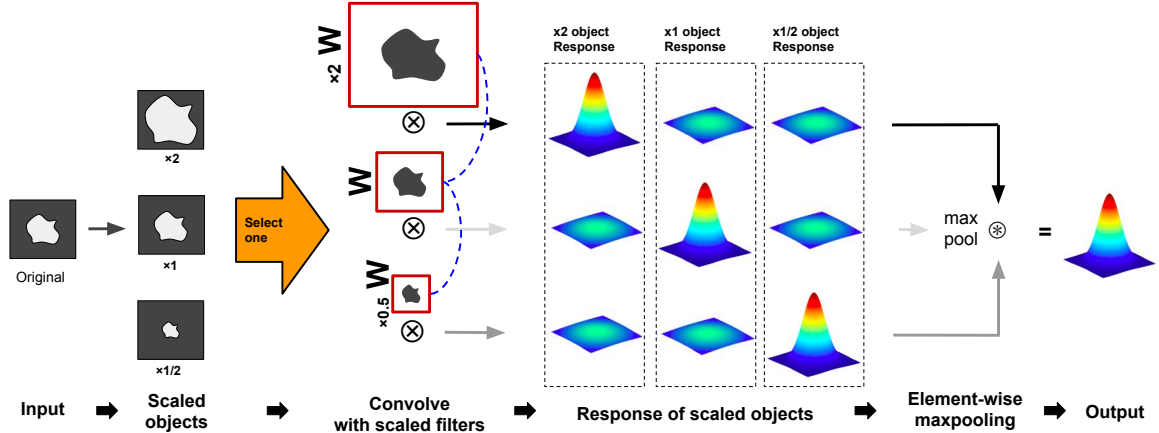 Original
×2
×1
×1/2
Select
one
×2 W
W
×0.5 W
x2 object
Response
x1 object
Response
x1/2 object
Response
max
pool
=
Input
Scaled
objects
Convolve
with scaled filters
Response of scaled objects
Element-wise
maxpooling
Output